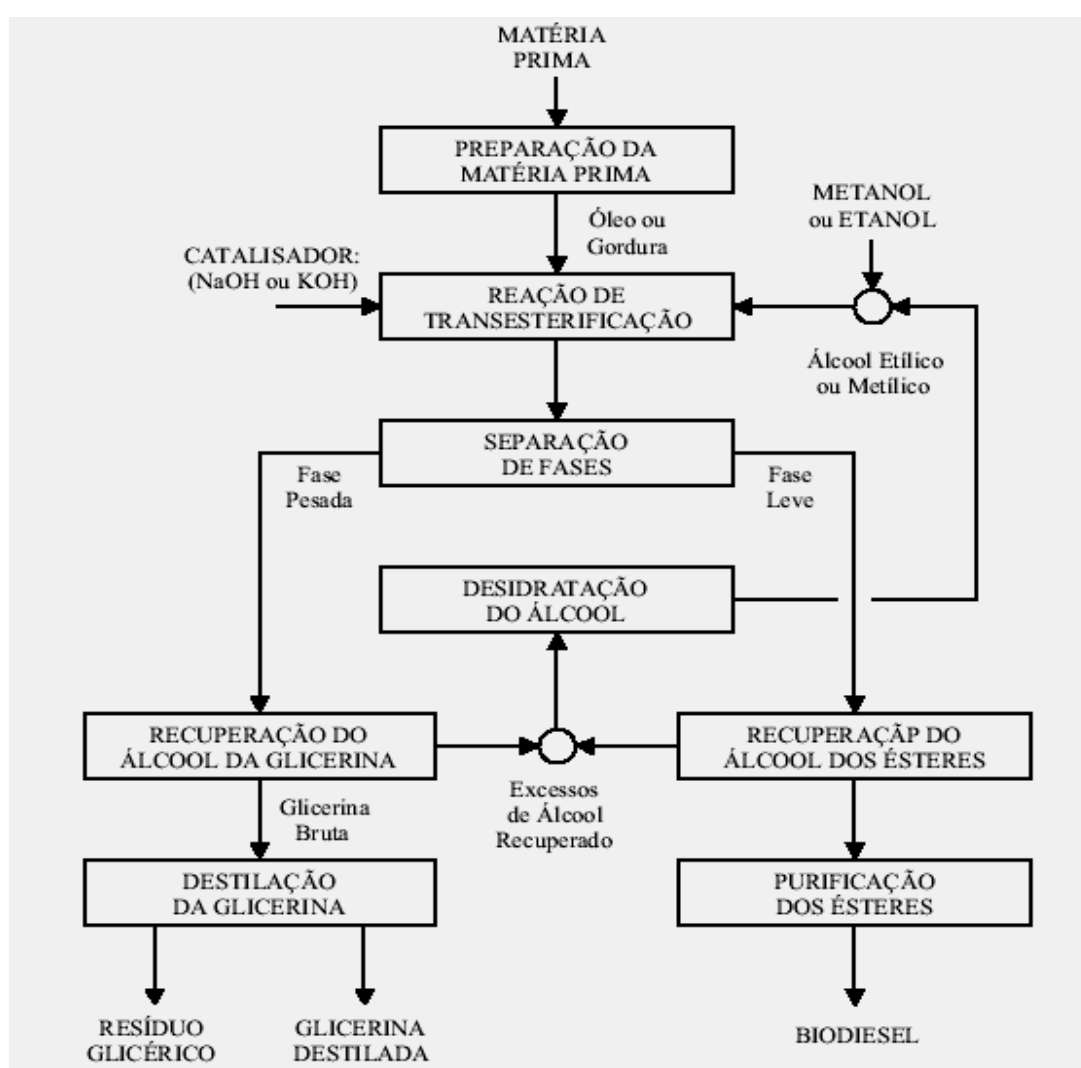 MATÉRIA
PRIMA
PREPARAÇÃO DA
MATÉRIA PRIMA
Óleo ou
Gordura
METANOL
ou ETANOL
CATALISADOR:
(NaOH ou KOH)
REAÇÃO DE
TRANSESTERIFICAÇÃO
Álcool Etílico
ou Metílico
SEPARAÇÃO
DE FASES
Fase
Pesada
Fase
Leve
DESIDRATAÇÃO
DO ÁLCOOL
RECUPERAÇÃO DO
ÁLCOOL DA GLICERINA
RECUPERAÇÃP DO
ÁLCOOL DOS ÉSTERES
Excessos
de Álcool
Recuperado
Glicerina
Bruta
DESTILAÇÃO
DA GLICERINA
PURIFICAÇÃO
DOS ÉSTERES
RESÍDUO
GLICÉRICO
GLICERINA
DESTILADA
BIODIESEL